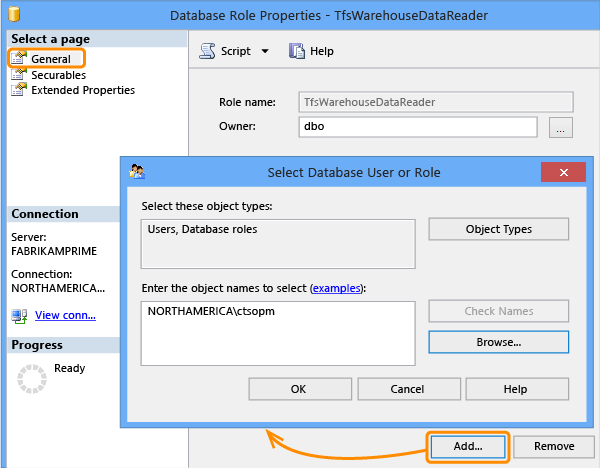 Database Role Properties - TfsWarehouseDataReader
Select a page
General
Securables
Extended Properties
Script
Help
Role name:
TfsWarehouseDataReader
Owner:
dbo
...
Select Database User or Role
Select these object types:
Users, Database roles
Object Types
Enter the object names to select (examples):
NORTHAMERICA\ctsopm
Check Names
Browse...
OK
Cancel
Help
Connection
Server:
FABRIKAMPRIME
Connection:
NORTHAMERICA...
View conn...
Progress
Ready
Add...
Remove